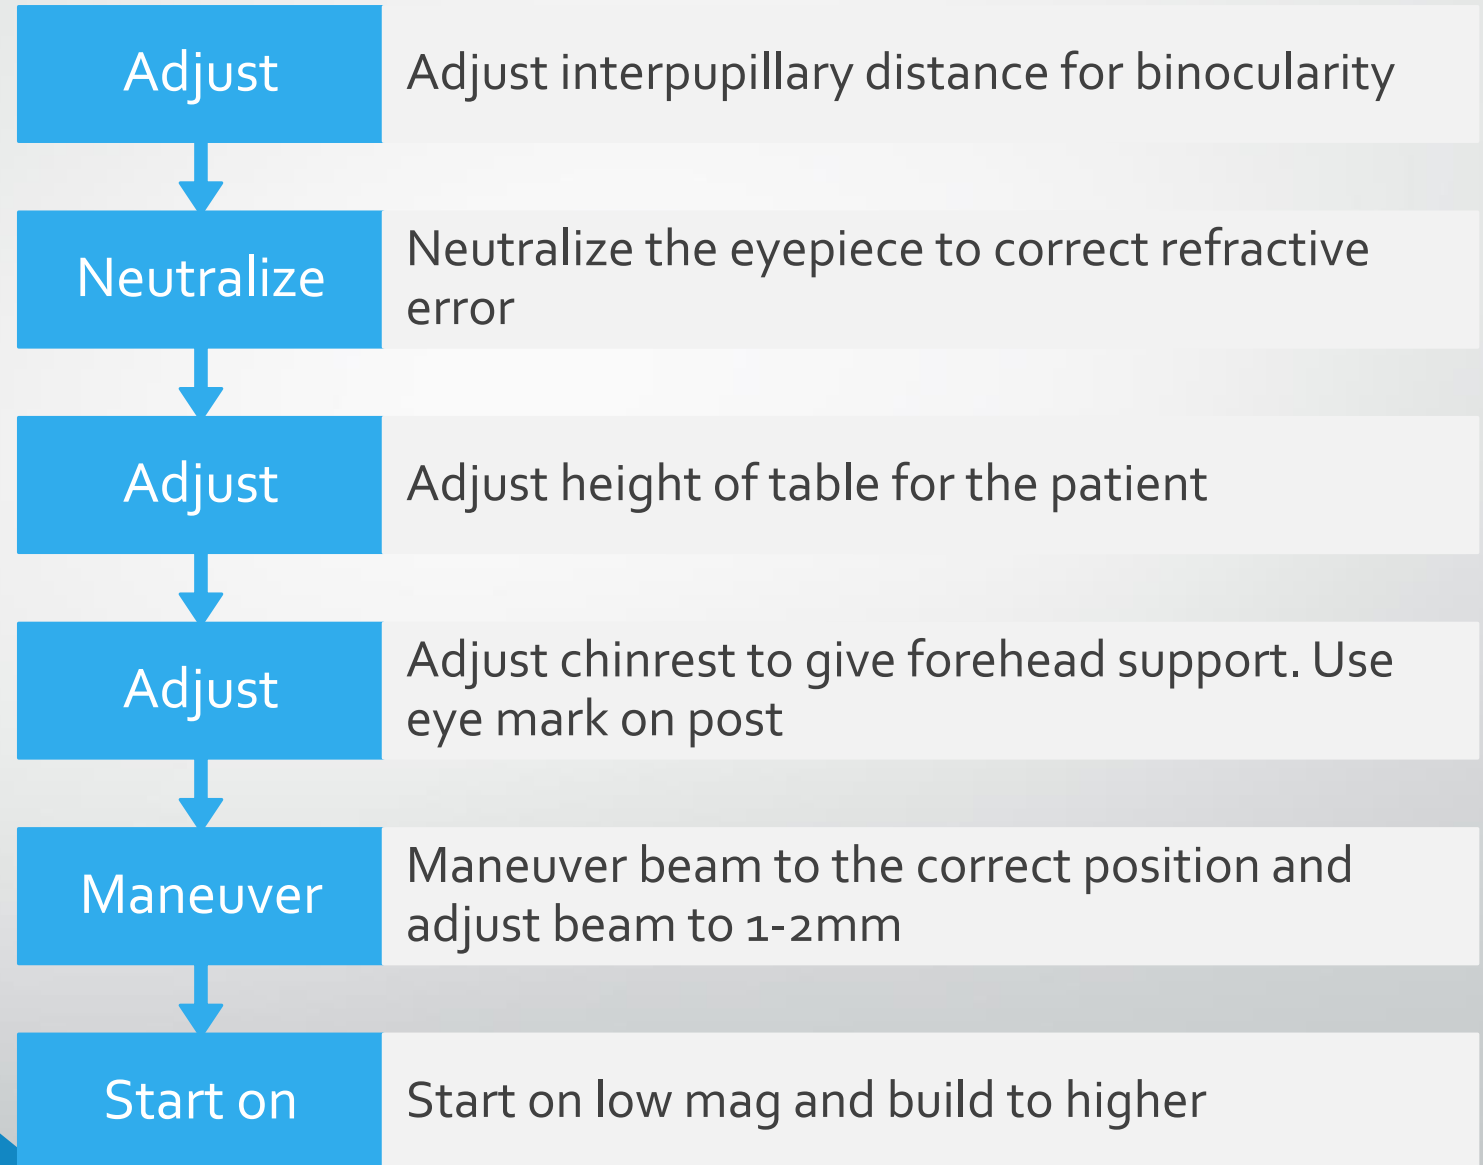 Adjust
Adjust interpupillary distance for binocularity
Neutralize
Neutralize the eyepiece to correct refractive
error
Adjust
Adjust height of table for the patient
Adjust
Adjust chinrest to give forehead support. Use
eye mark on post
Maneuver
Maneuver beam to the correct position and
adjust beam to 1-2mm
Start on
Start on low mag and build to higher